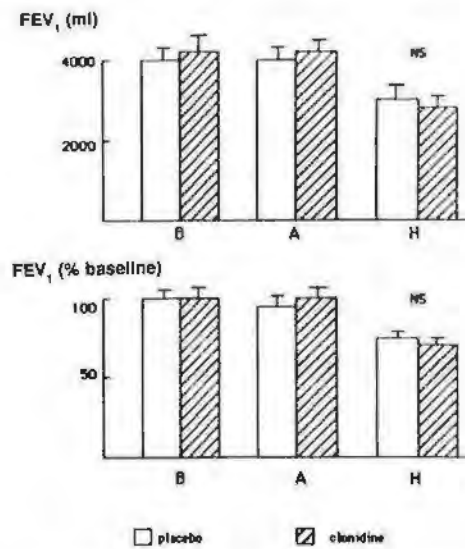 FEV1 (ml)
4000
NS
2000
B A H
FEV1 (% baseline)
100
NS
50
B A H
placebo clonidine